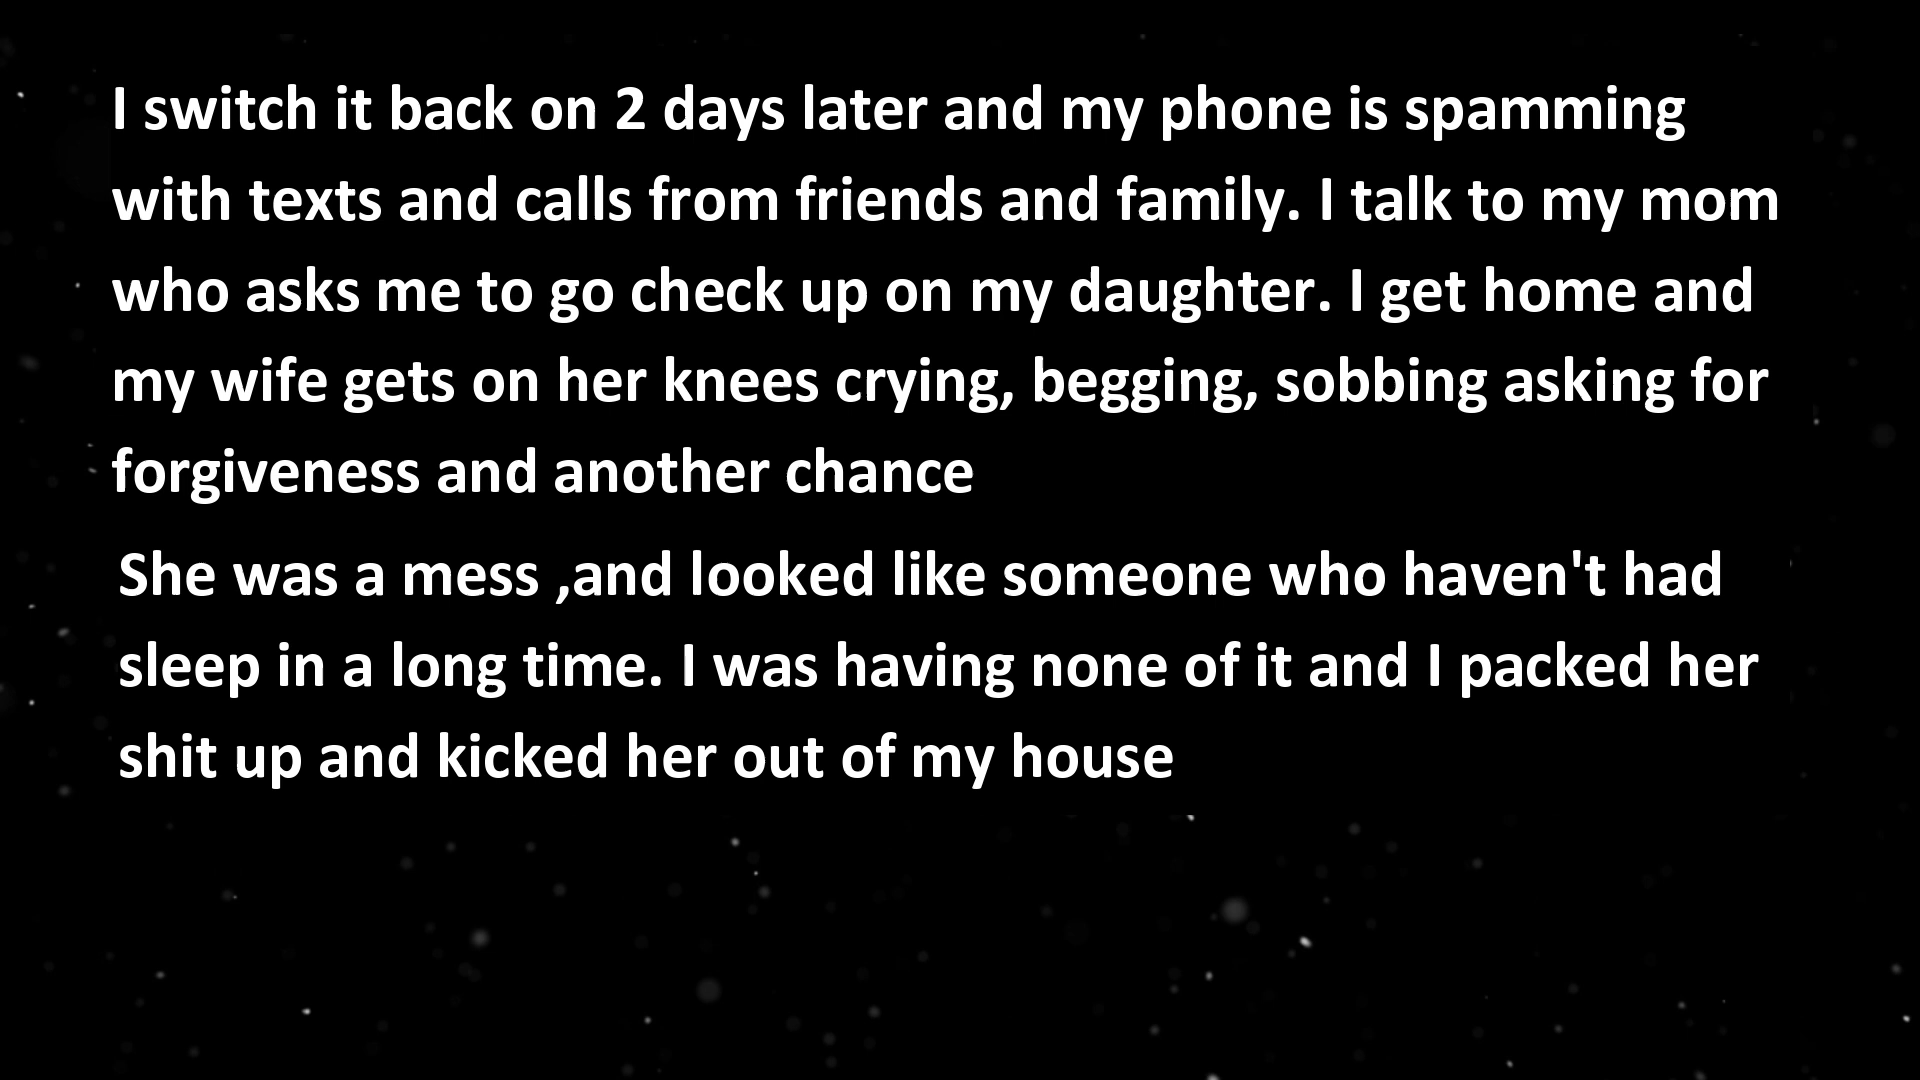 I switch it back on 2 days later and my phone is spamming
with texts and calls from friends and family. I talk to my mom
who asks me to go check up on my daughter. I get home and
my wife gets on her knees crying, begging, sobbing asking for
forgiveness and another chance
She was a mess ,and looked like someone who haven't had
sleep in a long time. I was having none of it and I packed her
shit up and kicked her out of my house